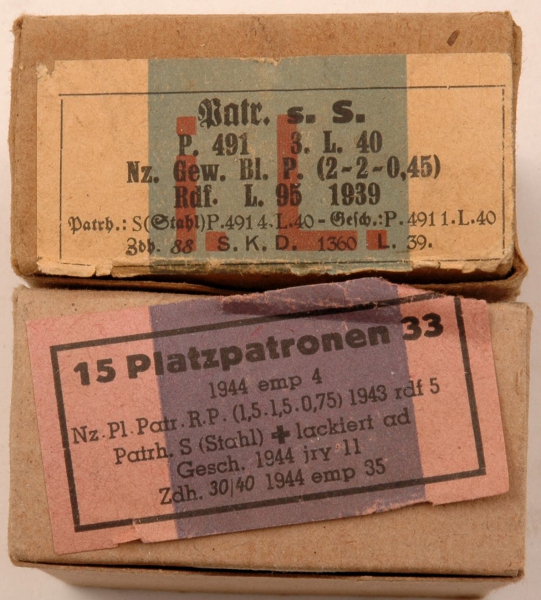 Patr. s. S.
P. 491 3. L. 40
Nz. Gew. Bl. P. (2-2-0,45)
Rdf. L. 95 1939
Patrh.: S(Stahl)P.491 4.L.40-Gesch.:P.491 1.L.40
Zdh. 88 S.K.D. 1360 L. 39.
i L
15 Platzpatronen 33
1944 emp 4
Nz. Pl. Patr. R.P. (1,5.1,5.0,75) 1943 rdf 5
Patrh. S (Stahl) + lackiert ad
Gesch. 1944 jry 11
Zdh. 30/40 1944 emp 35